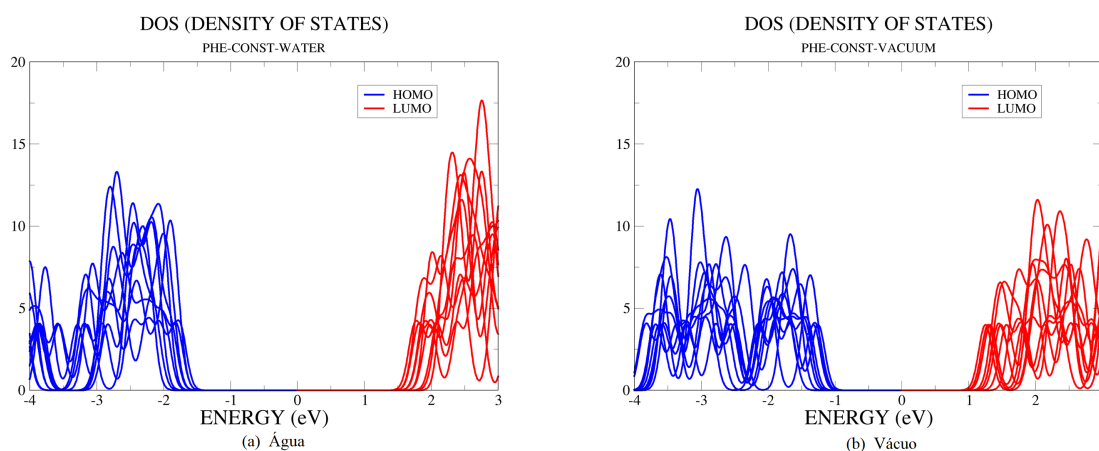 DOS (DENSITY OF STATES)
PHE-CONST-WATER
20
15
10
5
0
HOMO
LUMO
-4 -3 -2 -1 0 1 2 3
ENERGY (eV)
(a) Água
DOS (DENSITY OF STATES)
PHE-CONST-VACUUM
20
15
10
5
0
HOMO
LUMO
-4 -3 -2 -1 0 1 2
ENERGY (eV)
(b) Vácuo